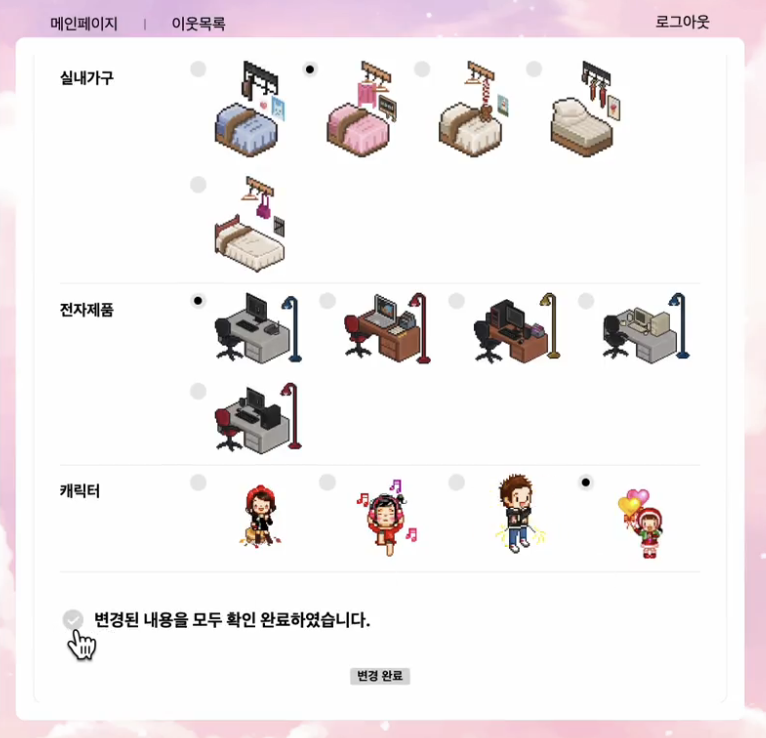 메인페이지 | 이웃목록 로그아웃
실내가구
전자제품
캐릭터
변경된 내용을 모두 확인 완료하였습니다.
변경 완료